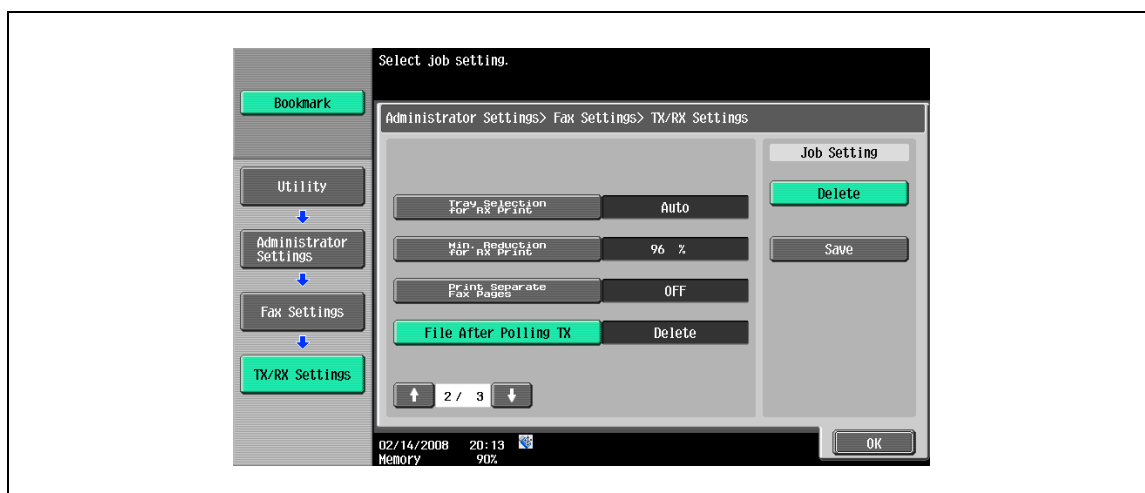 Select job setting.
Bookmark
Administrator Settings> Fax Settings> TX/RX Settings
Job Setting
Utility
Delete
Tray Selection
for RX Print
Auto
Administrator
Settings
Min. Reduction
for RX Print
96 %
Save
Print Separate
Fax Pages
OFF
Fax Settings
File After Polling TX
Delete
TX/RX Settings
2/ 3
02/14/2008 20:13
Memory 90%
OK